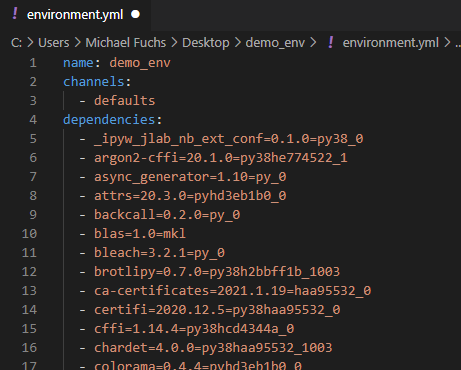 ! environment.yml ●
C: > Users > Michael Fuchs > Desktop > demo_env > ! environment.yml > ...
1 name: demo_env
2 channels:
3 - defaults
4 dependencies:
5 - _ipyw_jlab_nb_ext_conf=0.1.0=py38_0
6 - argon2-cffi=20.1.0=py38he774522_1
7 - async_generator=1.10=py_0
8 - attrs=20.3.0=pyhd3eb1b0_0
9 - backcall=0.2.0=py_0
10 - blas=1.0=mkl
11 - bleach=3.2.1=py_0
12 - brotlipy=0.7.0=py38h2bbff1b_1003
13 - ca-certificates=2021.1.19=haa95532_0
14 - certifi=2020.12.5=py38haa95532_0
15 - cffi=1.14.4=py38hcd4344a_0
16 - chardet=4.0.0=py38haa95532_1003
17 - colorama=0.4.4=pyhd3eb1b0_0